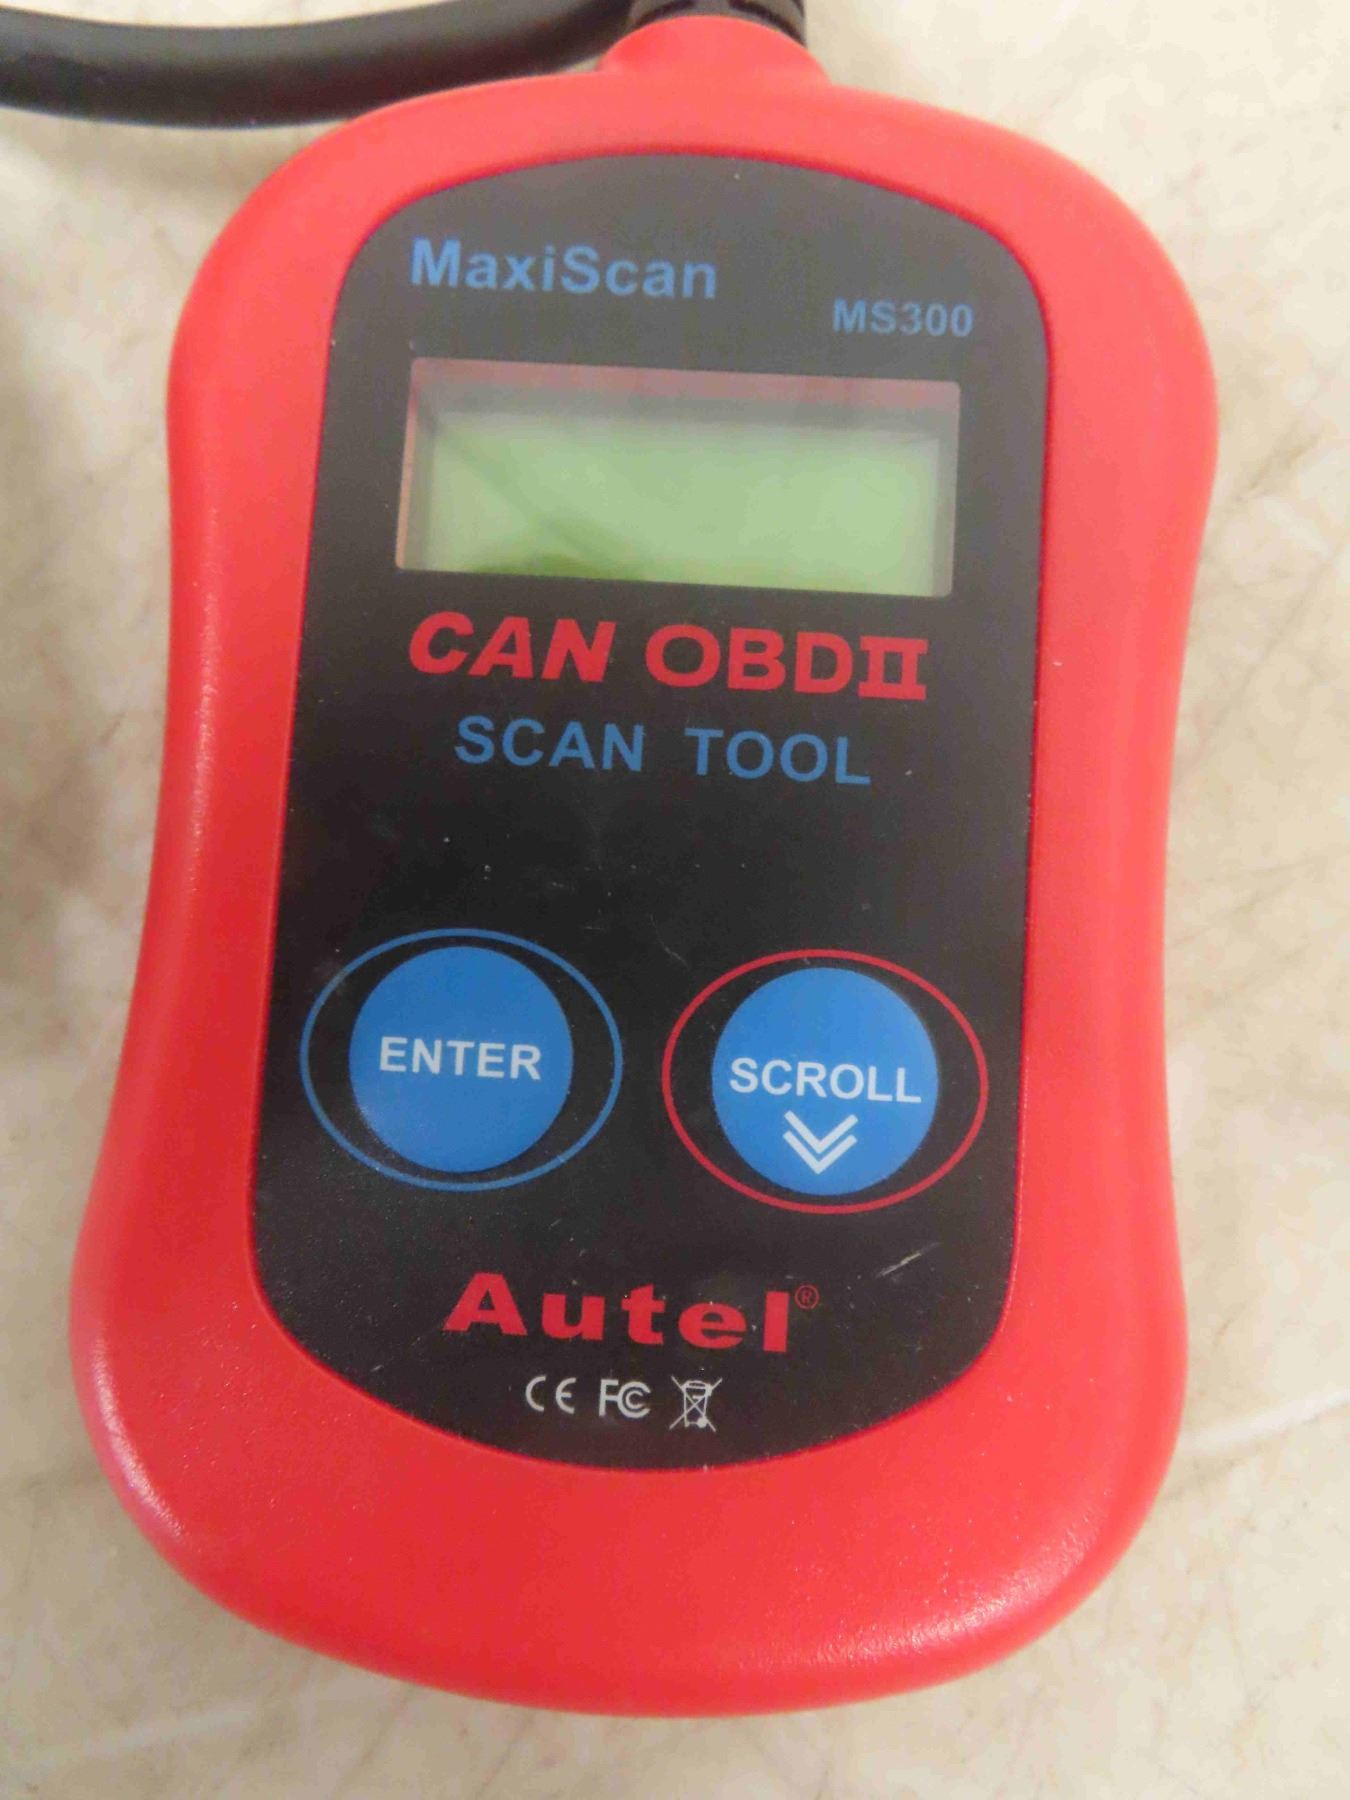 MaxiScan
MS300
CAN OBDII
SCAN TOOL
ENTER
SCROLL
Autel®
CE FC